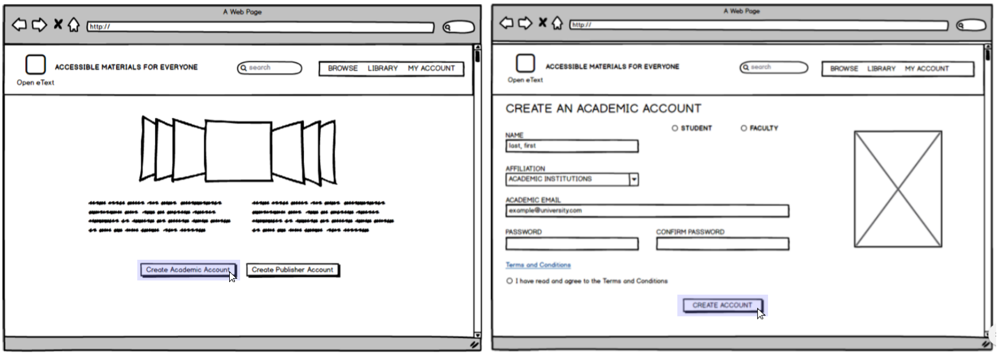 A Web Page
http://
ACCESSIBLE MATERIALS FOR EVERYONE
search
BROWSE LIBRARY MY ACCOUNT
Open eText
Create Academic Account
Create Publisher Account
A Web Page
http://
ACCESSIBLE MATERIALS FOR EVERYONE
search
BROWSE LIBRARY MY ACCOUNT
Open eText
CREATE AN ACADEMIC ACCOUNT
STUDENT FACULTY
NAME
last, first
AFFILIATION
ACADEMIC INSTITUTIONS
ACADEMIC EMAIL
example@university.com
PASSWORD CONFIRM PASSWORD
Terms and Conditions
I have read and agree to the Terms and Conditions
CREATE ACCOUNT